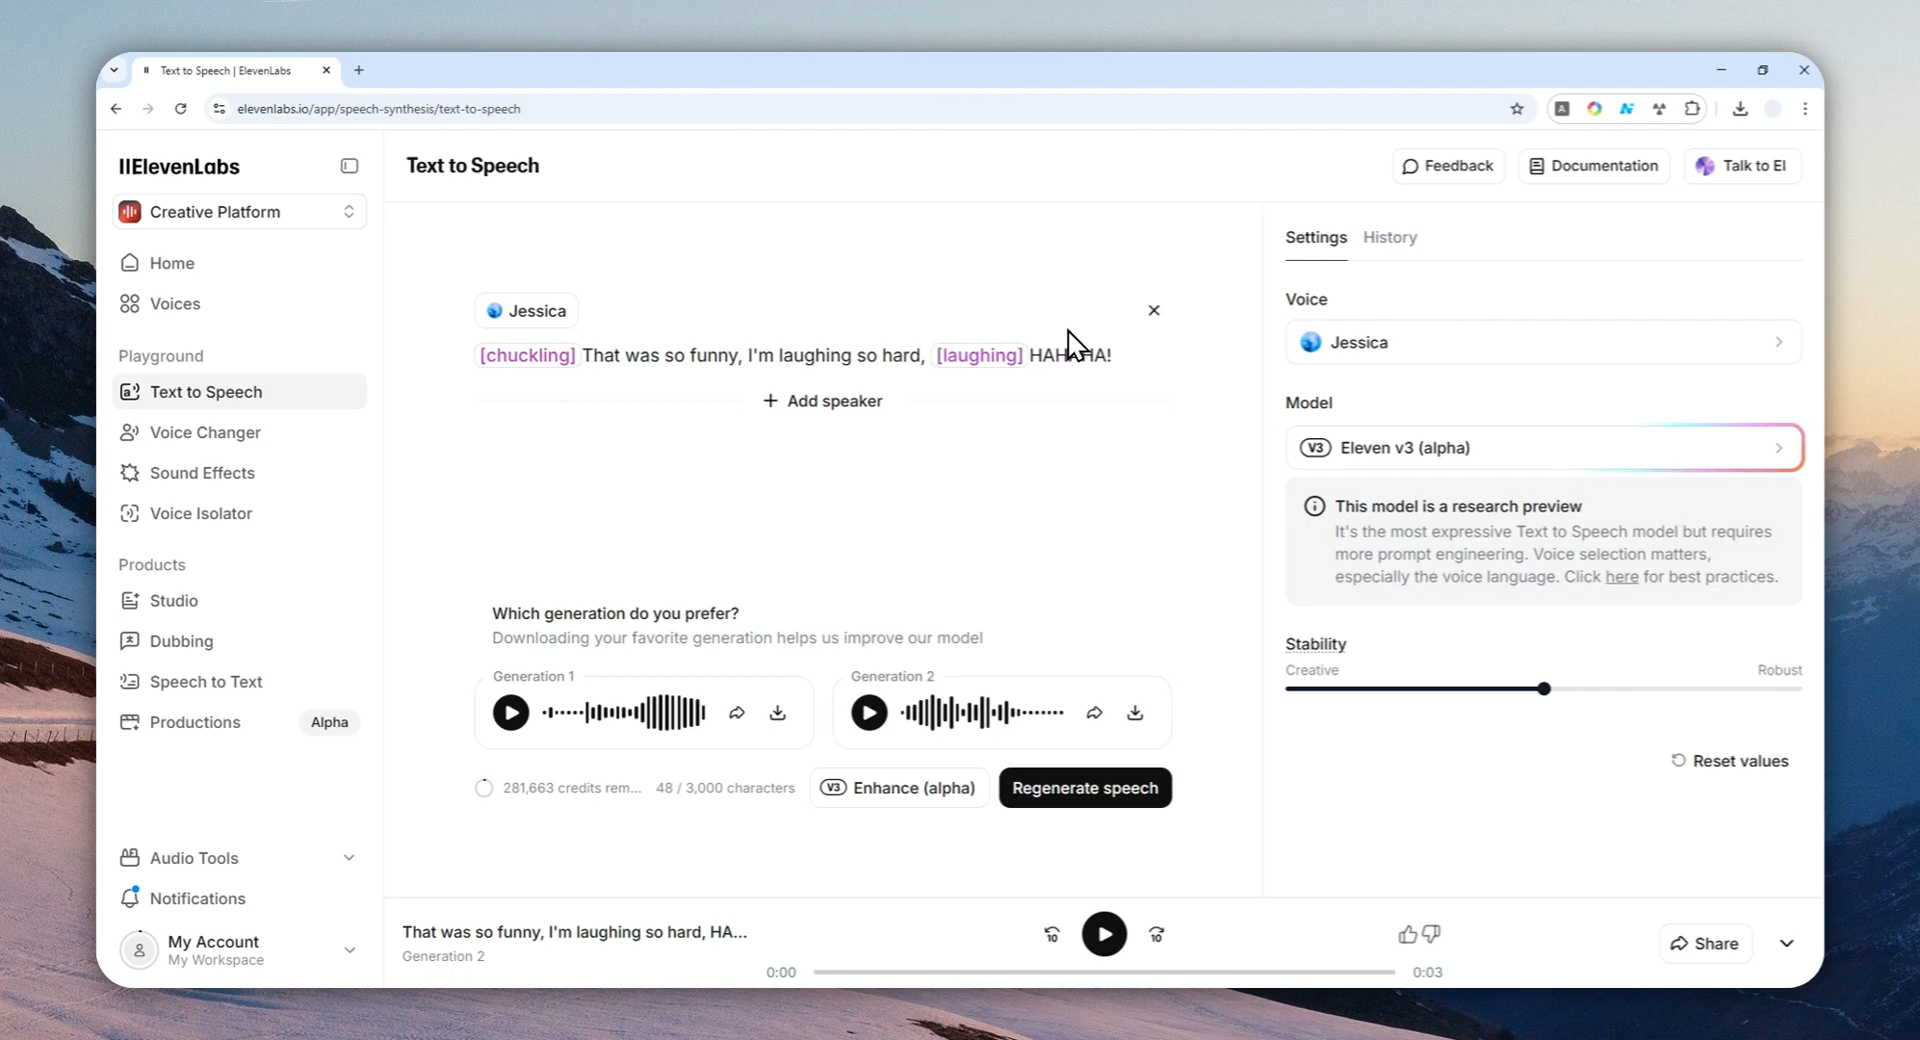 Text to Speech | ElevenLabs
elevenlabs.io/app/speech-synthesis/text-to-speech
IIElevenLabs
Text to Speech
Feedback
Documentation
Talk to El
Creative Platform
Home
Voices
Playground
Text to Speech
Voice Changer
Sound Effects
Voice Isolator
Products
Studio
Dubbing
Speech to Text
Productions
Alpha
Audio Tools
Notifications
My Account
My Workspace
Jessica
[chuckling] That was so funny, I'm laughing so hard, [laughing] HAHAHA!
Add speaker
Which generation do you prefer?
Downloading your favorite generation helps us improve our model
Generation 1
Generation 2
281,663 credits rem...
48 / 3,000 characters
V3 Enhance (alpha)
Regenerate speech
Settings
History
Voice
Jessica
Model
V3 Eleven v3 (alpha)
This model is a research preview
It's the most expressive Text to Speech model but requires
more prompt engineering. Voice selection matters,
especially the voice language. Click here for best practices.
Stability
Creative
Robust
Reset values
That was so funny, I'm laughing so hard, HA...
Generation 2
10
10
0:00
0:03
Share